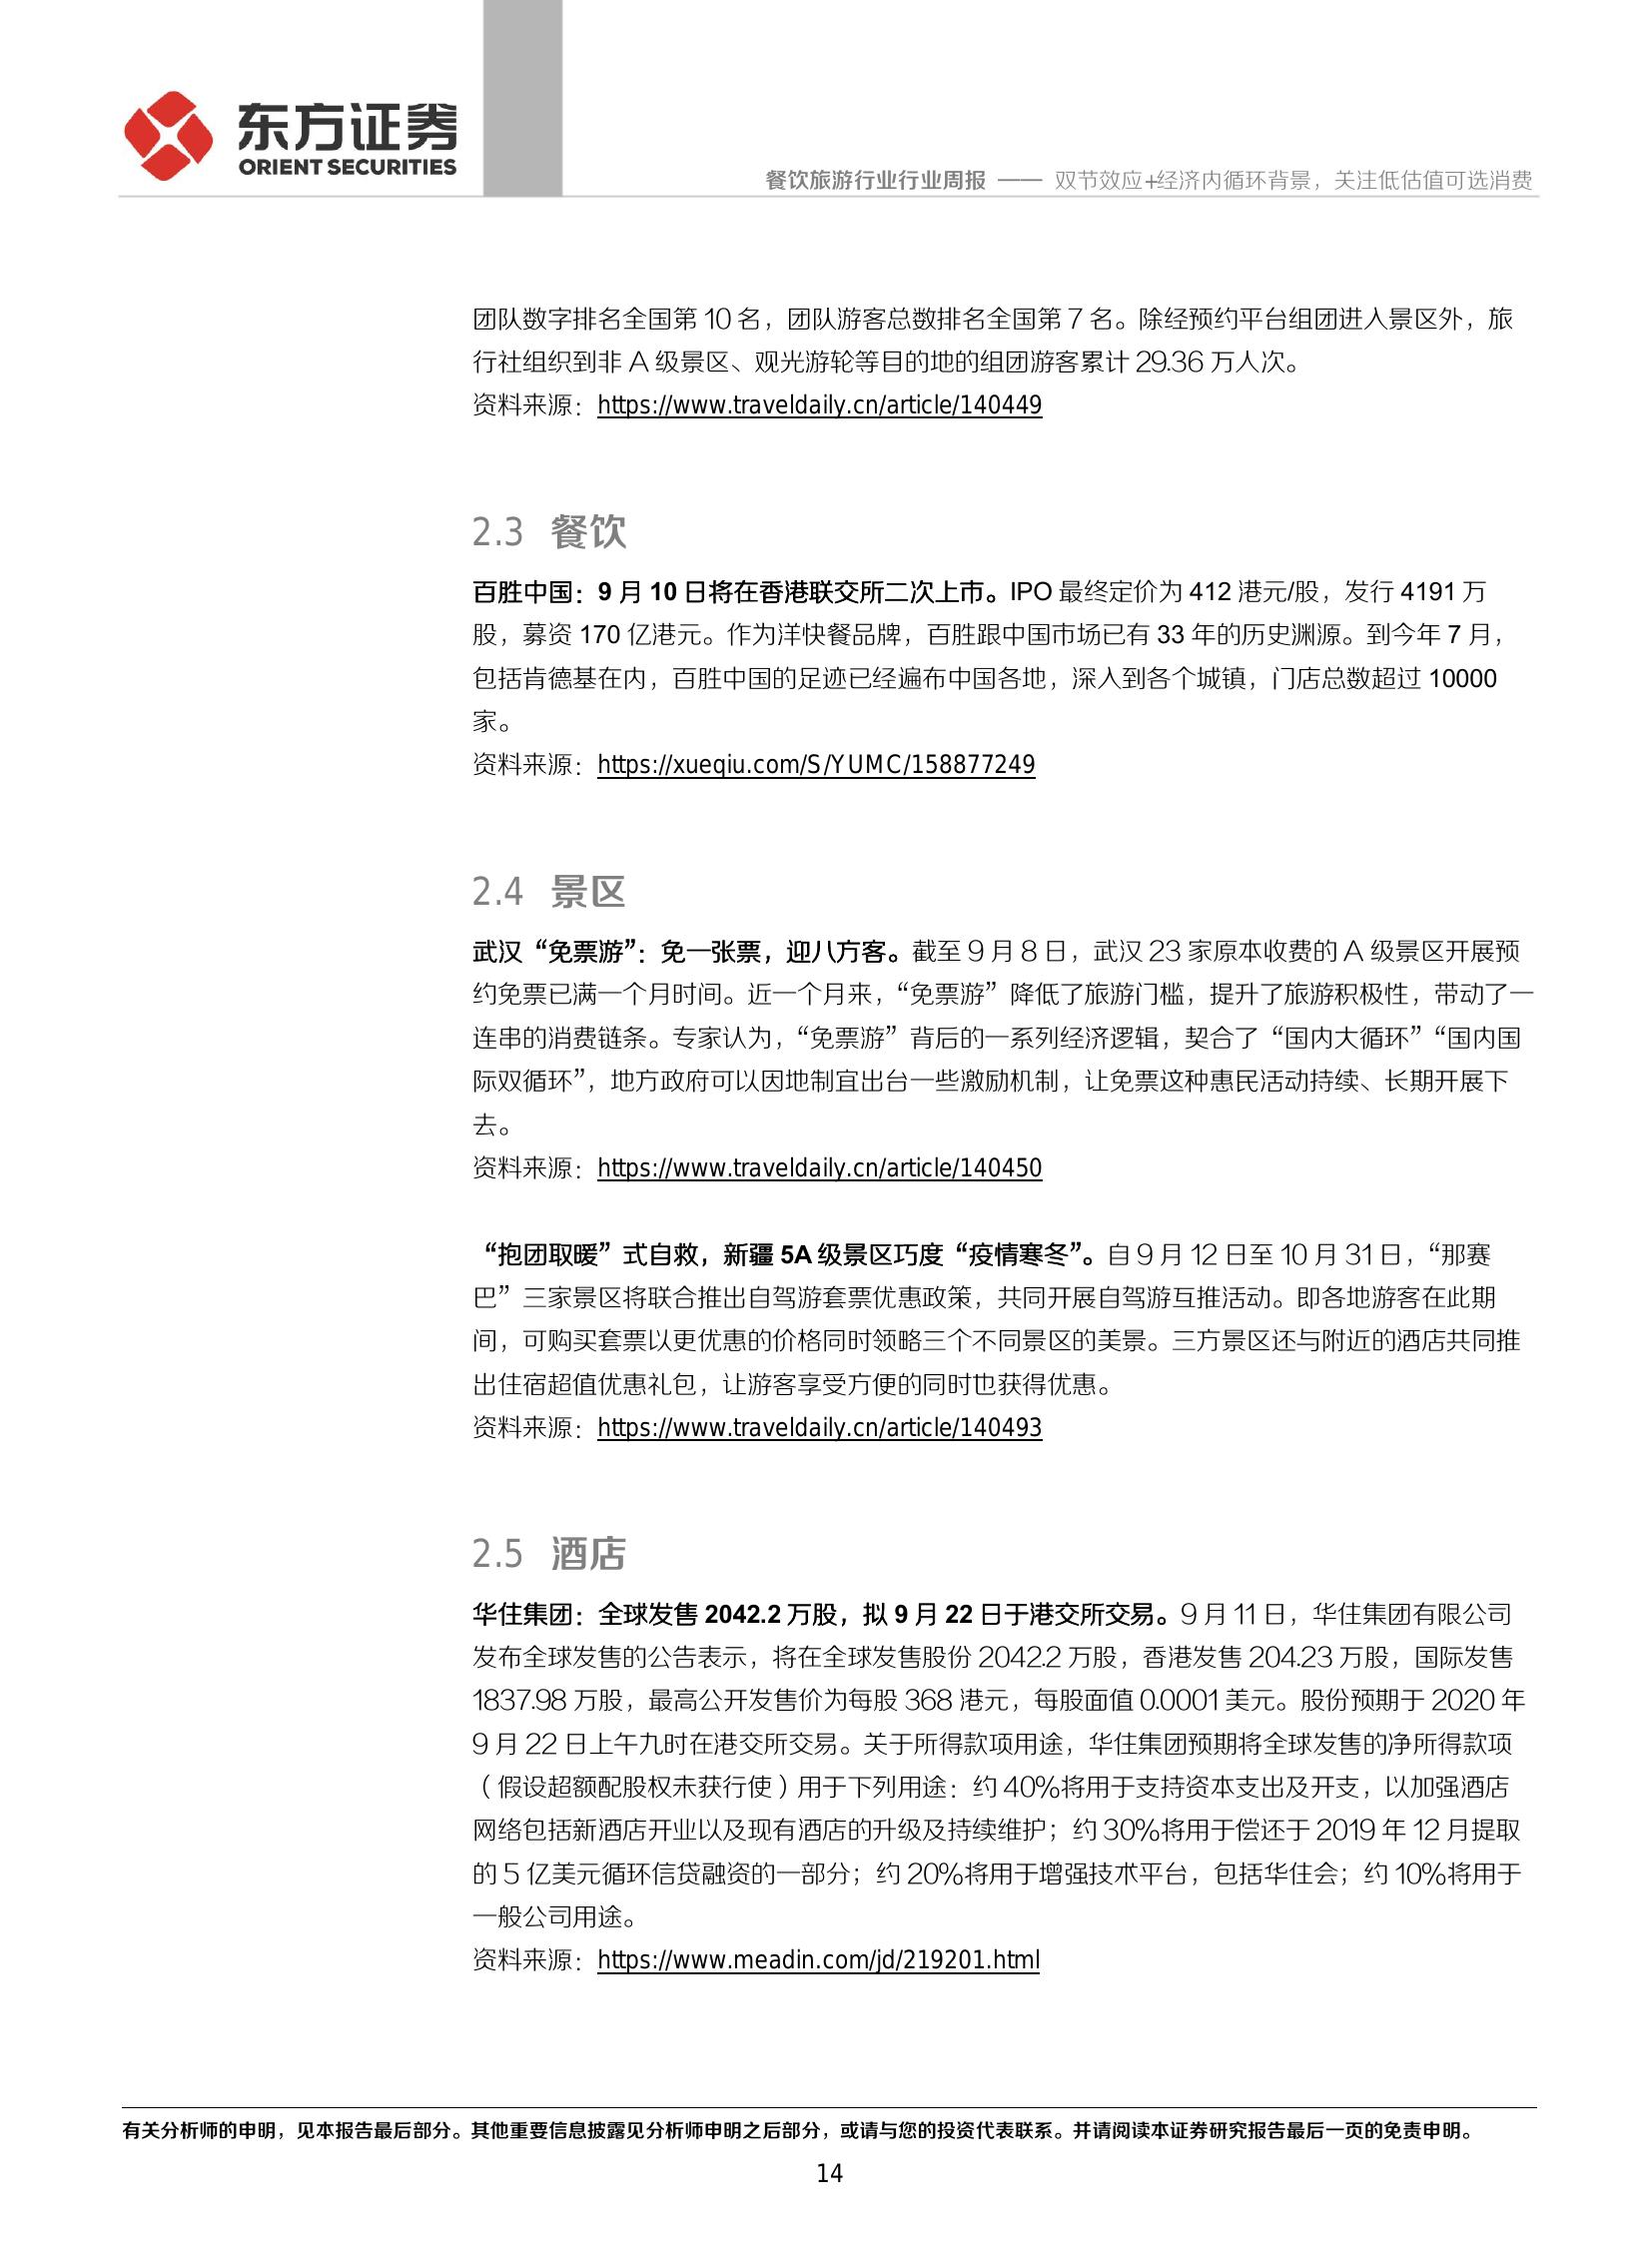 东方证券
ORIENT SECURITIES
餐饮旅游行业行业周报 —— 双节效应+经济内循环背景，关注低估值可选消费
团队数字排名全国第 10 名，团队游客总数排名全国第 7 名。除经预约平台组团进入景区外，旅
行社组织到非 A 级景区、观光游轮等目的地的组团游客累计 29.36 万人次。
资料来源：https://www.traveldaily.cn/article/140449
2.3 餐饮
百胜中国：9 月 10 日将在香港联交所二次上市。IPO 最终定价为 412 港元/股，发行 4191 万
股，募资 170 亿港元。作为洋快餐品牌，百胜跟中国市场已有 33 年的历史渊源。到今年 7 月，
包括肯德基在内，百胜中国的足迹已经遍布中国各地，深入到各个城镇，门店总数超过 10000
家。
资料来源：https://xueqiu.com/S/YUMC/158877249
2.4 景区
武汉“免票游”：免一张票，迎八方客。截至 9 月 8 日，武汉 23 家原本收费的 A 级景区开展预
约免票已满一个月时间。近一个月来，“免票游”降低了旅游门槛，提升了旅游积极性，带动了一
连串的消费链条。专家认为，“免票游”背后的一系列经济逻辑，契合了“国内大循环”“国内国
际双循环”，地方政府可以因地制宜出台一些激励机制，让免票这种惠民活动持续、长期开展下
去。
资料来源：https://www.traveldaily.cn/article/140450
“抱团取暖”式自救，新疆 5A 级景区巧度“疫情寒冬”。自 9 月 12 日至 10 月 31 日，“那赛
巴”三家景区将联合推出自驾游套票优惠政策，共同开展自驾游互推活动。即各地游客在此期
间，可购买套票以更优惠的价格同时领略三个不同景区的美景。三方景区还与附近的酒店共同推
出住宿超值优惠礼包，让游客享受方便的同时也获得优惠。
资料来源：https://www.traveldaily.cn/article/140493
2.5 酒店
华住集团：全球发售 2042.2 万股，拟 9 月 22 日于港交所交易。9 月 11 日，华住集团有限公司
发布全球发售的公告表示，将在全球发售股份 2042.2 万股，香港发售 204.23 万股，国际发售
1837.98 万股，最高公开发售价为每股 368 港元，每股面值 0.0001 美元。股份预期于 2020 年
9 月 22 日上午九时在港交所交易。关于所得款项用途，华住集团预期将全球发售的净所得款项
（假设超额配股权未获行使）用于下列用途：约 40%将用于支持资本支出及开支，以加强酒店
网络包括新酒店开业以及现有酒店的升级及持续维护；约 30%将用于偿还于 2019 年 12 月提取
的 5 亿美元循环信贷融资的一部分；约 20%将用于增强技术平台，包括华住会；约 10%将用于
一般公司用途。
资料来源：https://www.meadin.com/jd/219201.html
有关分析师的申明，见本报告最后部分。其他重要信息披露见分析师申明之后部分，或请与您的投资代表联系。并请阅读本证券研究报告最后一页的免责申明。
14